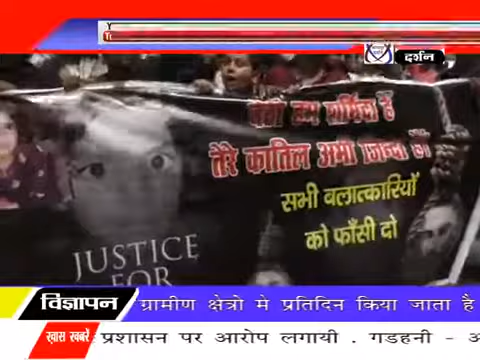 दर्शन
बेटी हम शर्मिंदा हैं
तेरे कातिल अभी ज़िन्दा हैं।
सभी बलात्कारियों
को फाँसी दो
JUSTICE
FOR
विज्ञापन ग्रामीण क्षेत्रो मे प्रतिदिन किया जाता है
ख़ास खबरें प्रशासन पर आरोप लगायी . गडहनी -